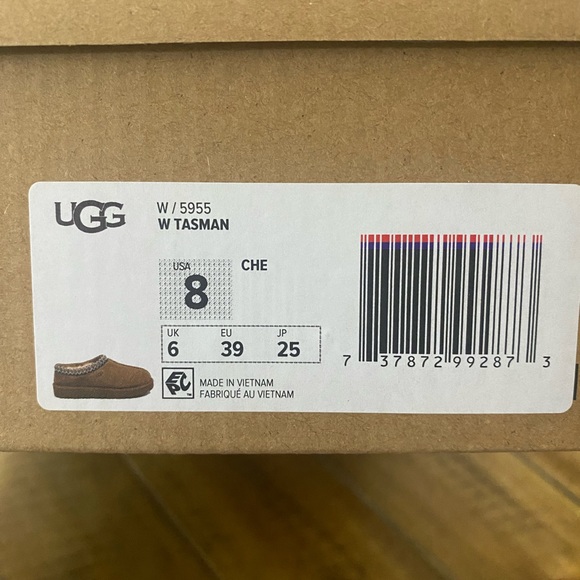 UGG
W / 5955
W TASMAN
USA
8
CHE
UK EU JP
6 39 25
EPC
MADE IN VIETNAM
FABRIQUÉ AU VIETNAM
7 37872 99287 3